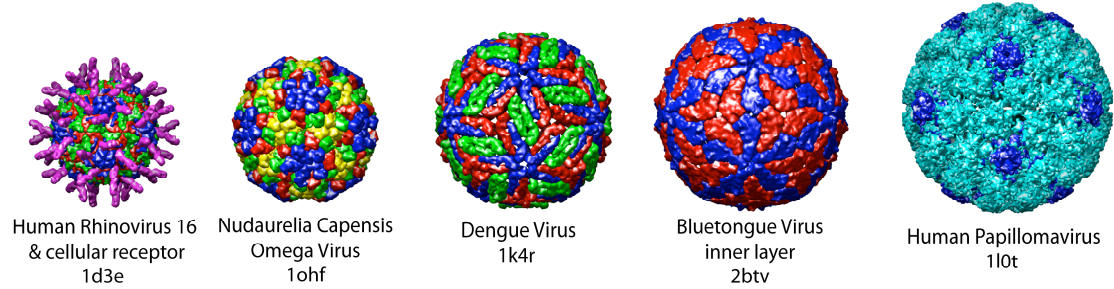 Human Rhinovirus 16
& cellular receptor
1d3e
Nudaurelia Capensis
Omega Virus
1ohf
Dengue Virus
1k4r
Bluetongue Virus
inner layer
2btv
Human Papillomavirus
1l0t